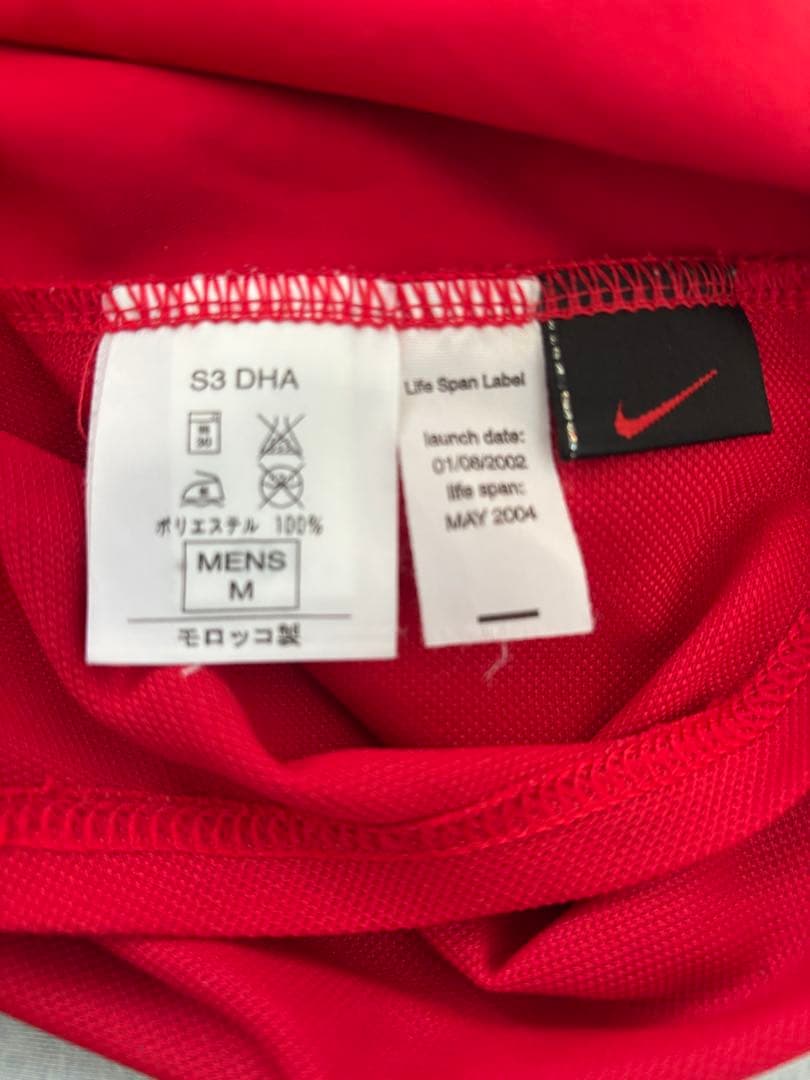 S3 DHA
ポリエステル 100%
MENS
M
モロッコ製
Life Span Label
launch date:
01/08/2002
life span:
MAY 2004